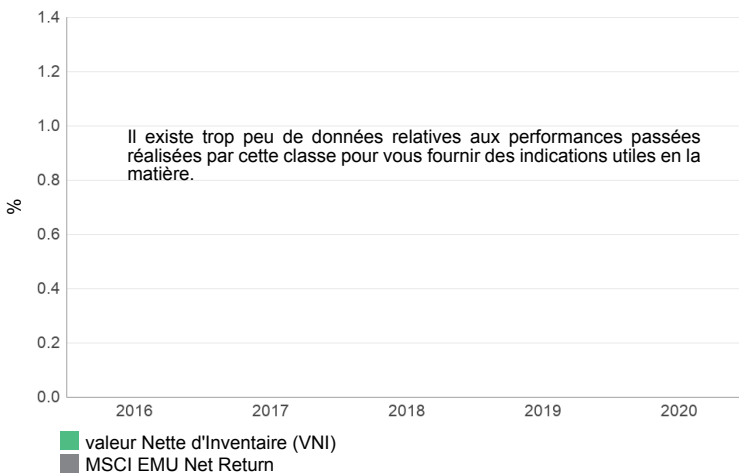 1.4
1.2
1.0
Il existe trop peu de données relatives aux performances passées
réalisées par cette classe pour vous fournir des indications utiles en la
matière.
0.8
%
0.6
0.4
0.2
0.0
2016 2017 2018 2019 2020
valeur Nette d'Inventaire (VNI)
MSCI EMU Net Return